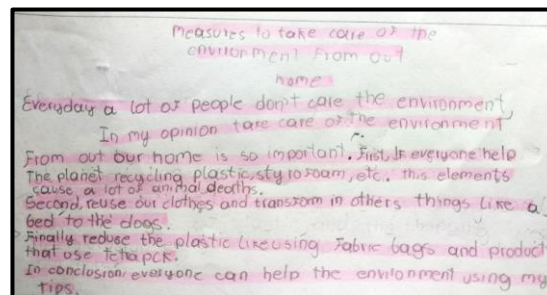 Measures to take care of the
environment from out
home
Everyday a lot of people don't care the environment,
In my opinion take care of the environment
From out our home is so important. First, If everyone help
The planet recycling plastic, styrofoam, etc. this elements
cause a lot of animal deaths.
Second, reuse our clothes and transform in others things like a
bed to the dogs.
Finally reduce the plastic like using Fabric bags and product
that use
In conclusion, everyone can help the environment using my
tips.